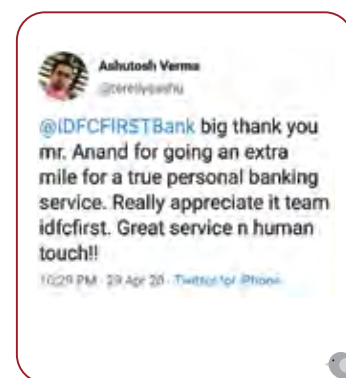 Ashutosh Verma
@IDFCFIRSTBank big thank you
mr. Anand for going an extra
mile for a true personal banking
service. Really appreciate it team
idfcfirst. Great service n human
touch!!
10:29 PM · 29 Apr 20 · Twitter for iPhone